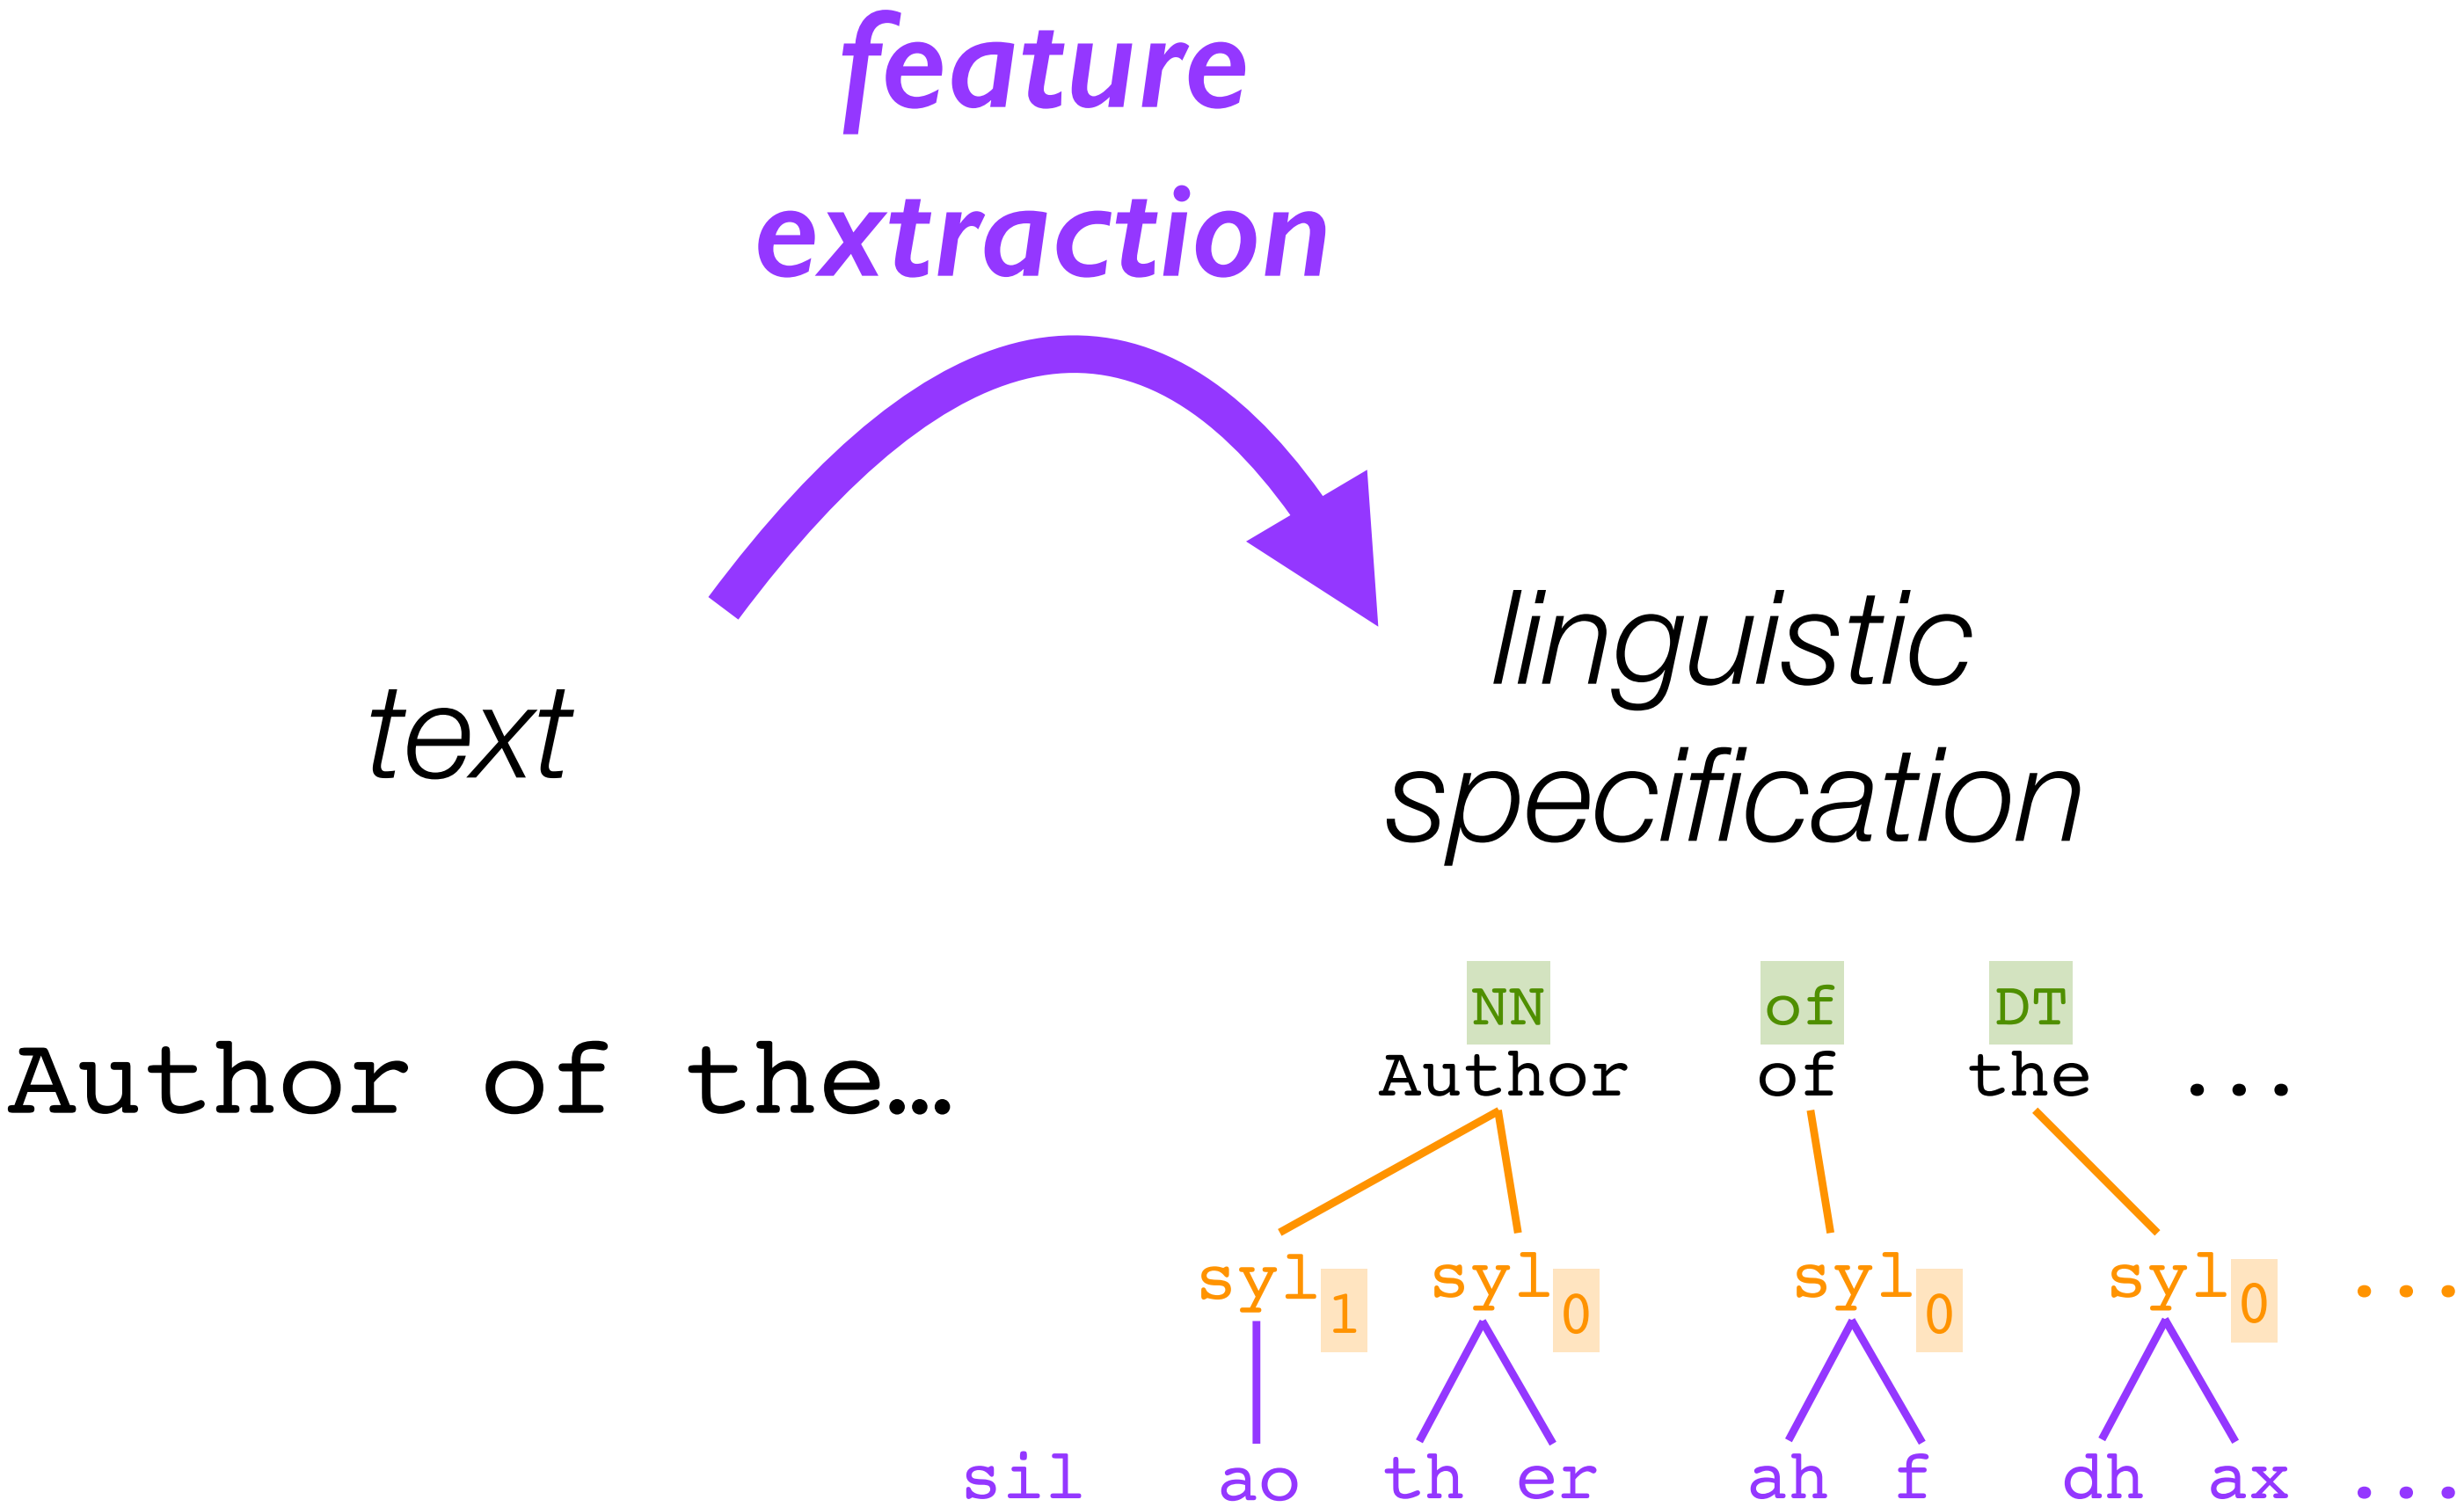 feature
extraction
text
linguistic
specification
Author of the…
NN of DT
Author of the ...
syl1 syl0 syl0 syl0 ...
sil ao th er ah f dh ax ...